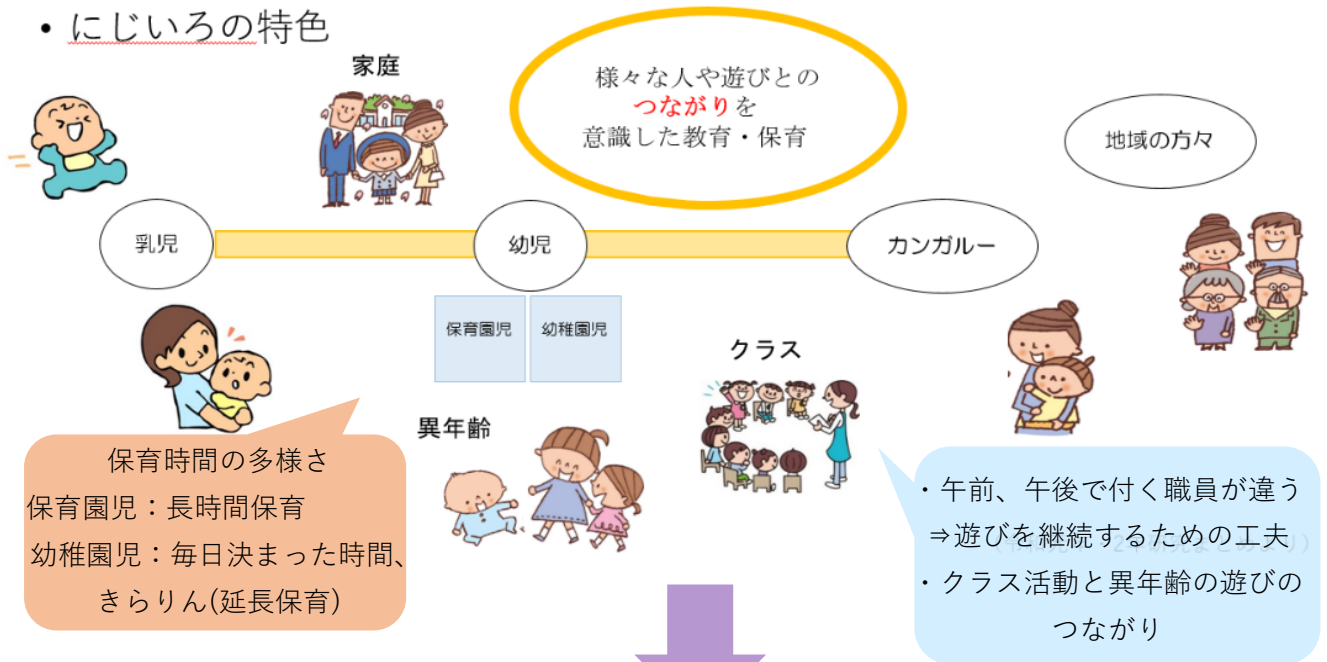 ・にじいろの特色
家庭
様々な人や遊びとの
つながりを
意識した教育・保育
地域の方々
乳児
幼児
カンガルー
保育園児
幼稚園児
クラス
異年齢
保育時間の多様さ
保育園児：長時間保育
幼稚園児：毎日決まった時間、
きらりん(延長保育)
・午前、午後で付く職員が違う
⇒遊びを継続するための工夫
・クラス活動と異年齢の遊びの
つながり